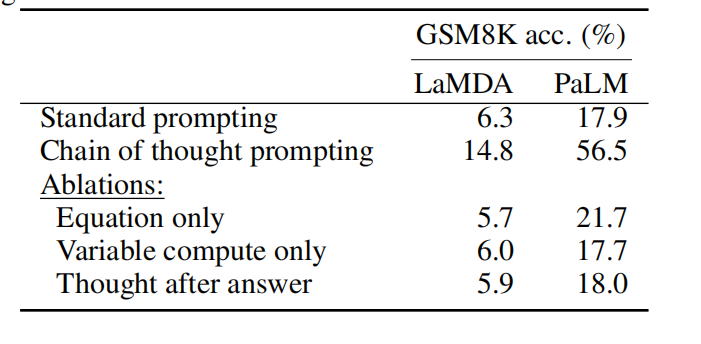 GSM8K acc. (%)
LaMDA PaLM
Standard prompting 6.3 17.9
Chain of thought prompting 14.8 56.5
Ablations:
Equation only 5.7 21.7
Variable compute only 6.0 17.7
Thought after answer 5.9 18.0